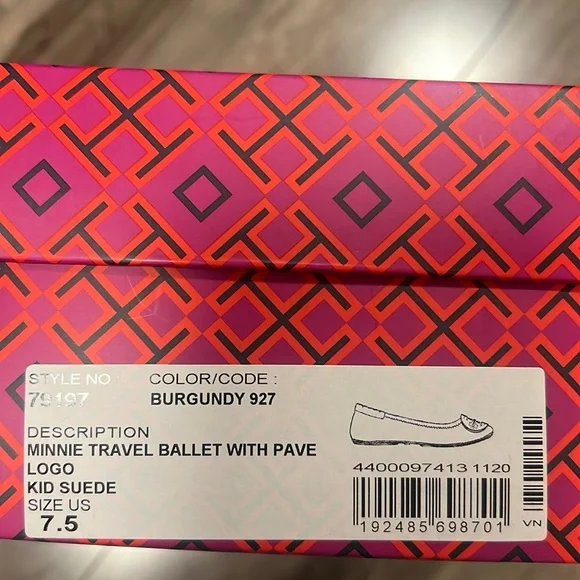 STYLE NO
79197
COLOR/CODE :
BURGUNDY 927
DESCRIPTION
MINNIE TRAVEL BALLET WITH PAVE
LOGO
KID SUEDE
SIZE US
7.5
4400097413 1120
192485 698701
VN